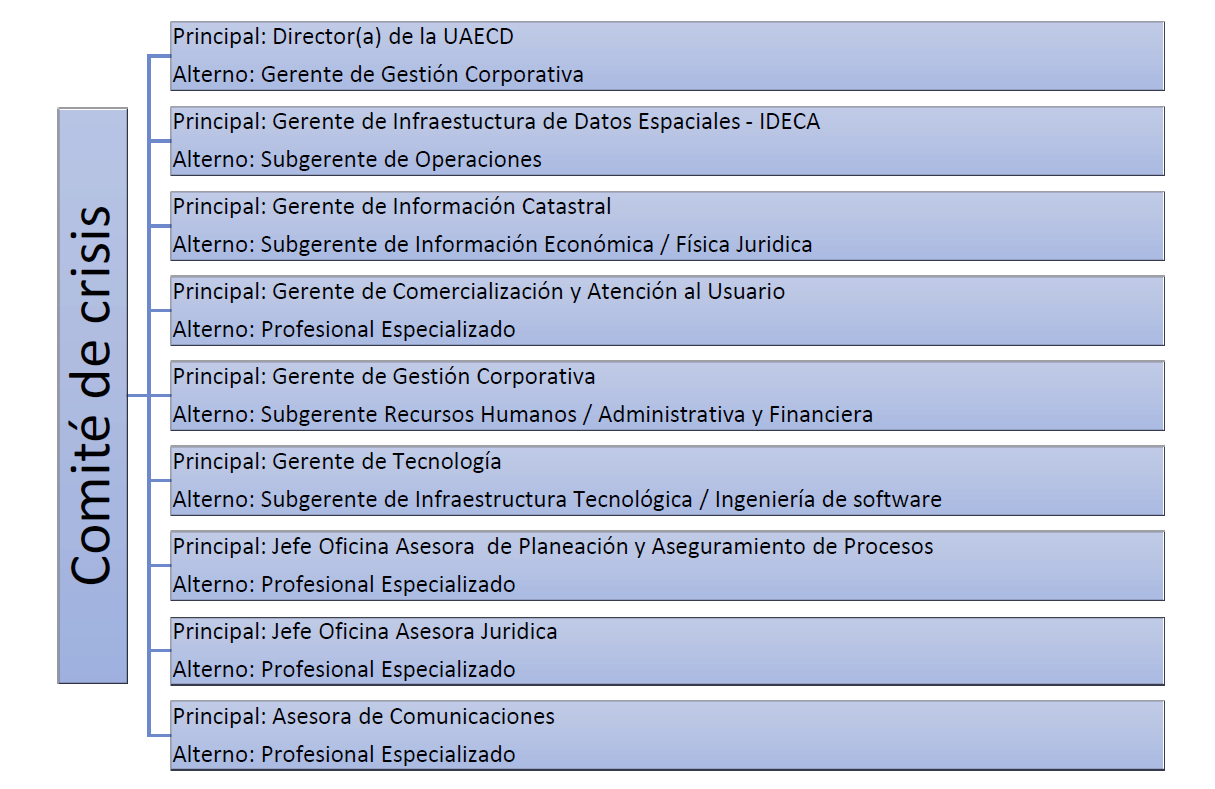 Comité de crisis
Principal: Director(a) de la UAECD
Alterno: Gerente de Gestión Corporativa
Principal: Gerente de Infraestuctura de Datos Espaciales - IDECA
Alterno: Subgerente de Operaciones
Principal: Gerente de Información Catastral
Alterno: Subgerente de Información Económica / Física Juridica
Principal: Gerente de Comercialización y Atención al Usuario
Alterno: Profesional Especializado
Principal: Gerente de Gestión Corporativa
Alterno: Subgerente Recursos Humanos / Administrativa y Financiera
Principal: Gerente de Tecnología
Alterno: Subgerente de Infraestructura Tecnológica / Ingeniería de software
Principal: Jefe Oficina Asesora  de Planeación y Aseguramiento de Procesos
Alterno: Profesional Especializado
Principal: Jefe Oficina Asesora Juridica
Alterno: Profesional Especializado
Principal: Asesora de Comunicaciones
Alterno: Profesional Especializado